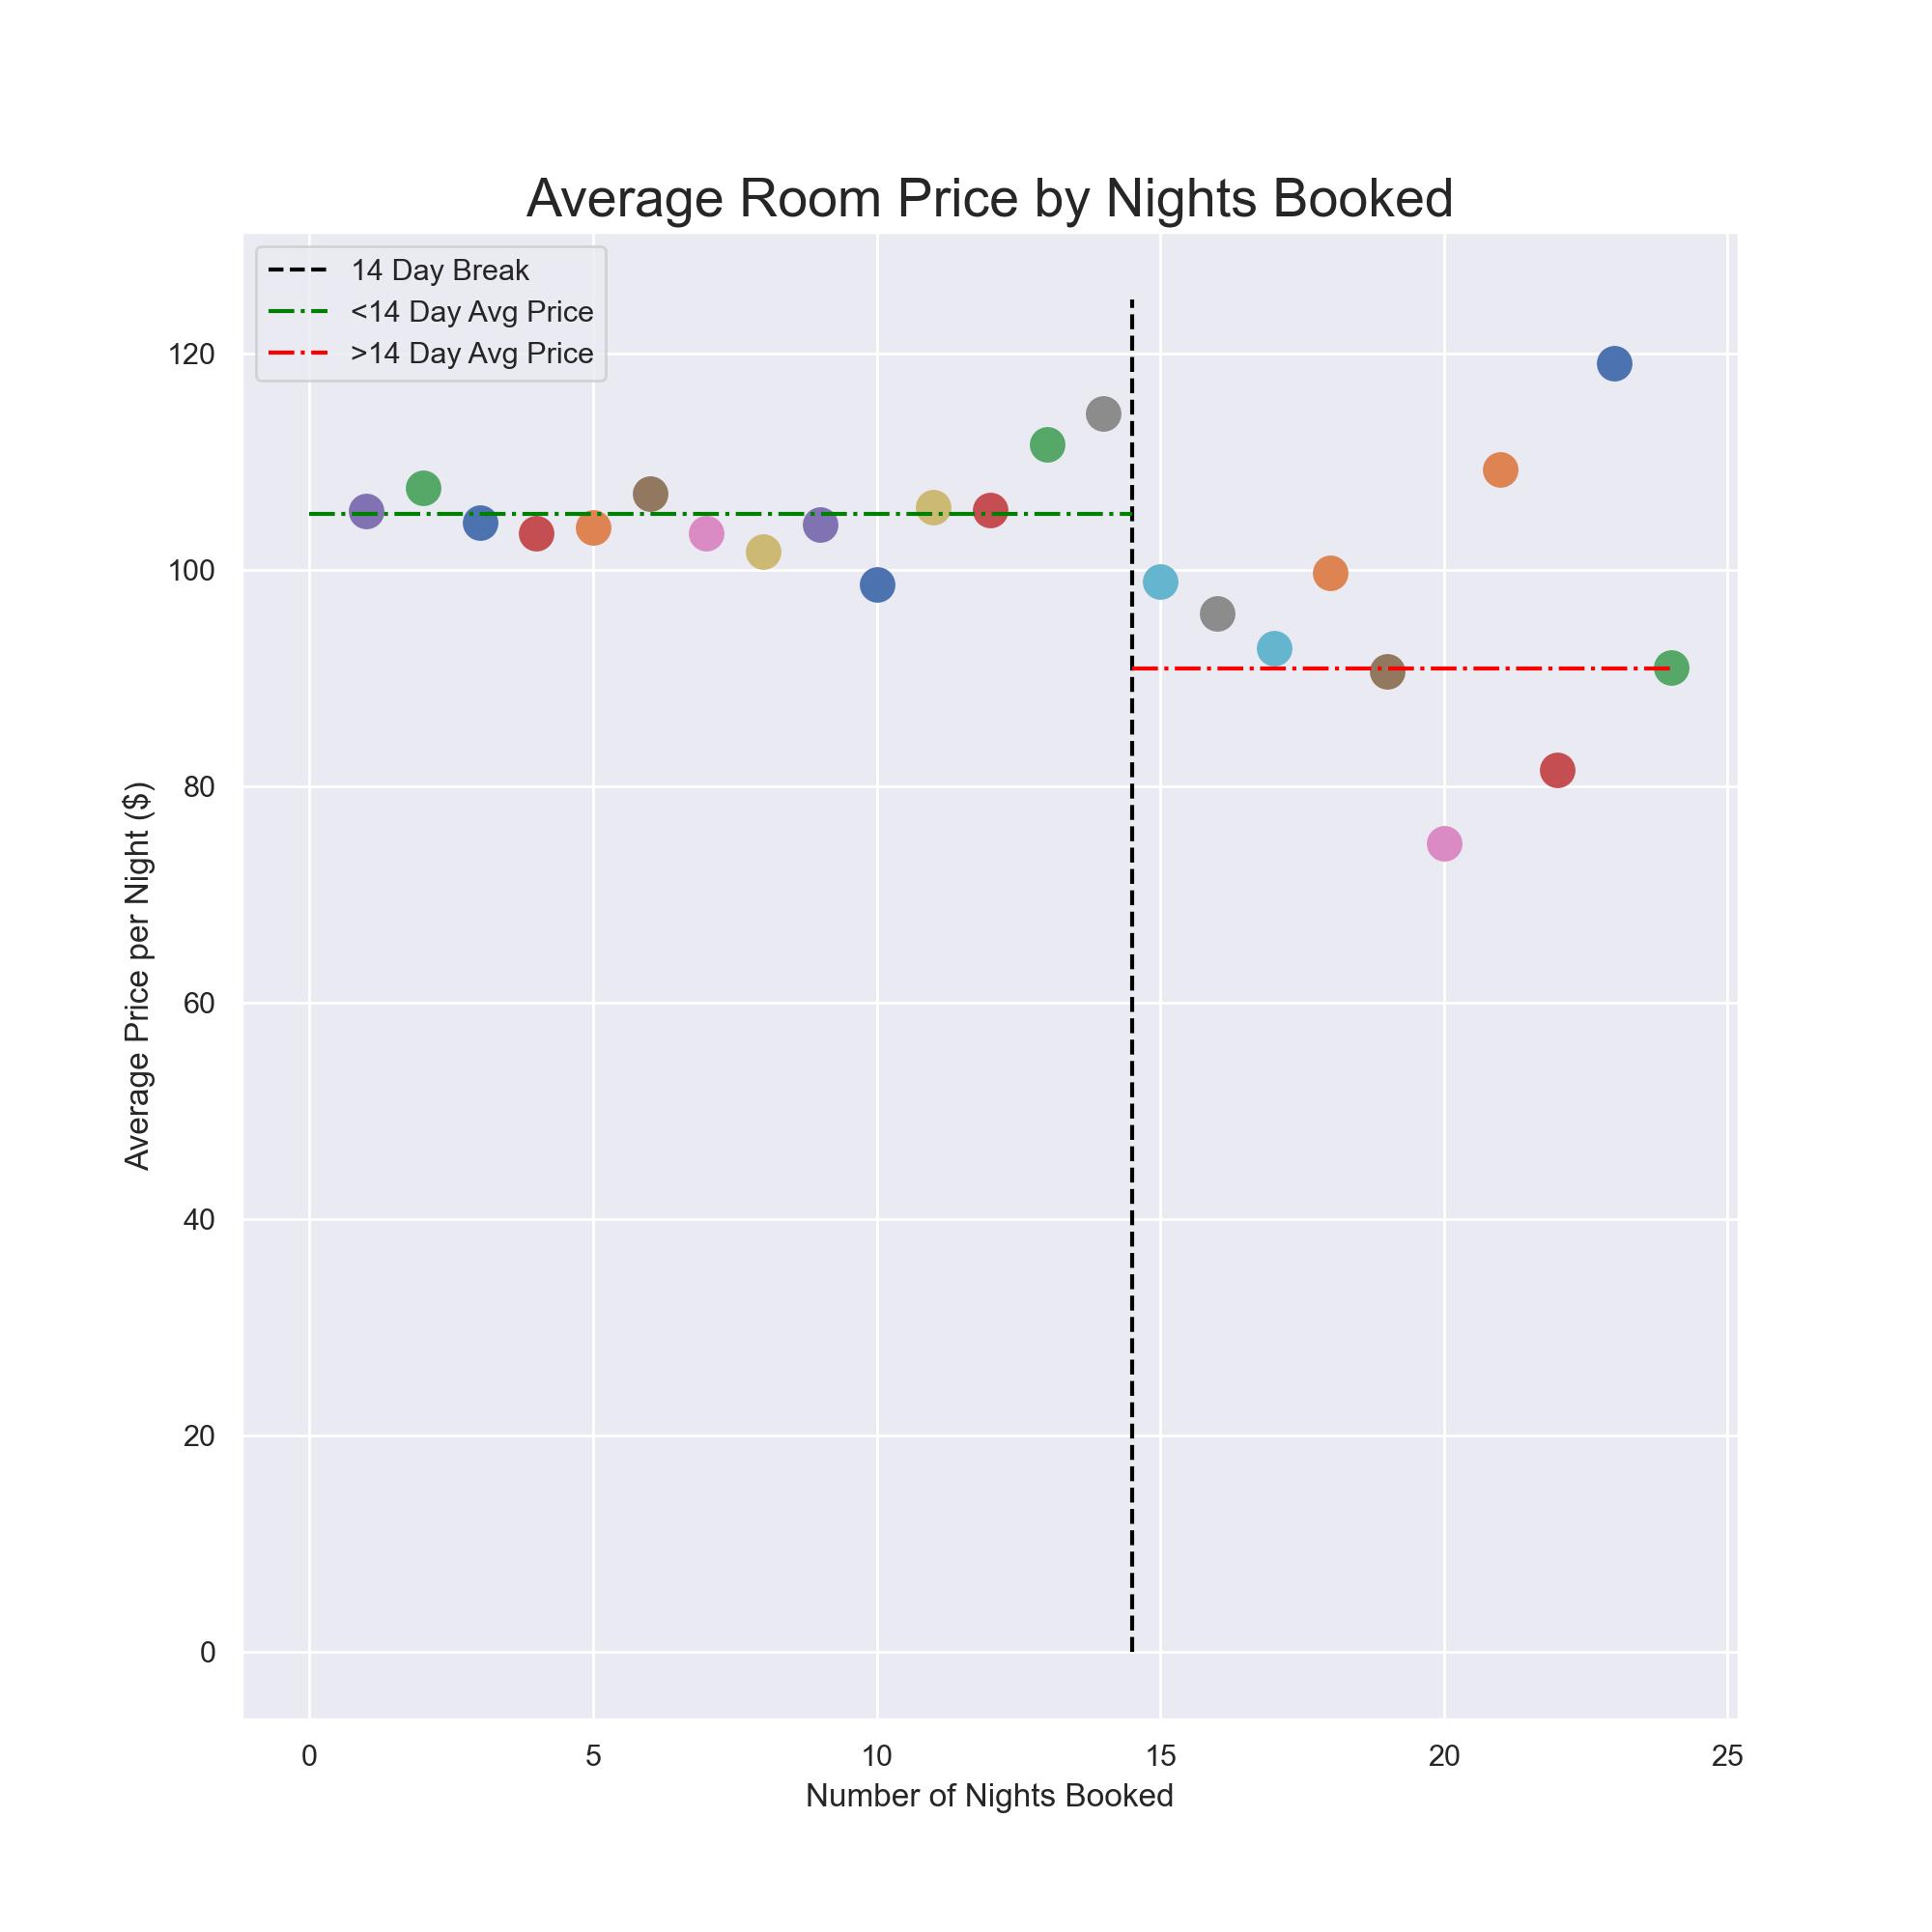 Average Room Price by Nights Booked
14 Day Break
<14 Day Avg Price
>14 Day Avg Price
120
100
80
60
40
20
0
Average Price per Night ($)
0 5 10 15 20 25
Number of Nights Booked